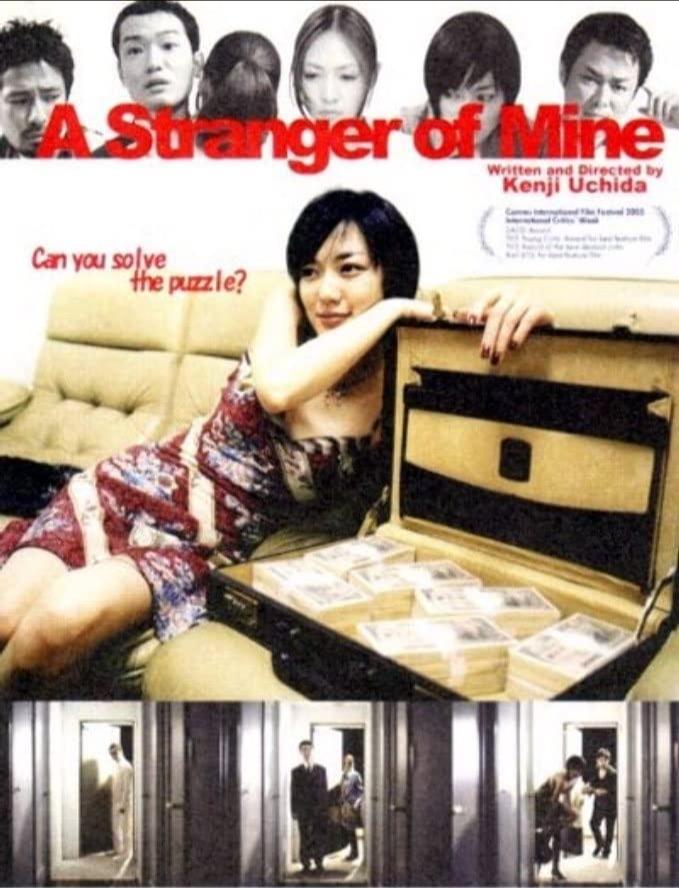 A Stranger of Mine
Written and Directed by
Kenji Uchida
Cannes International Film Festival 2005
International Critics' Week
Can you solve
the puzzle?